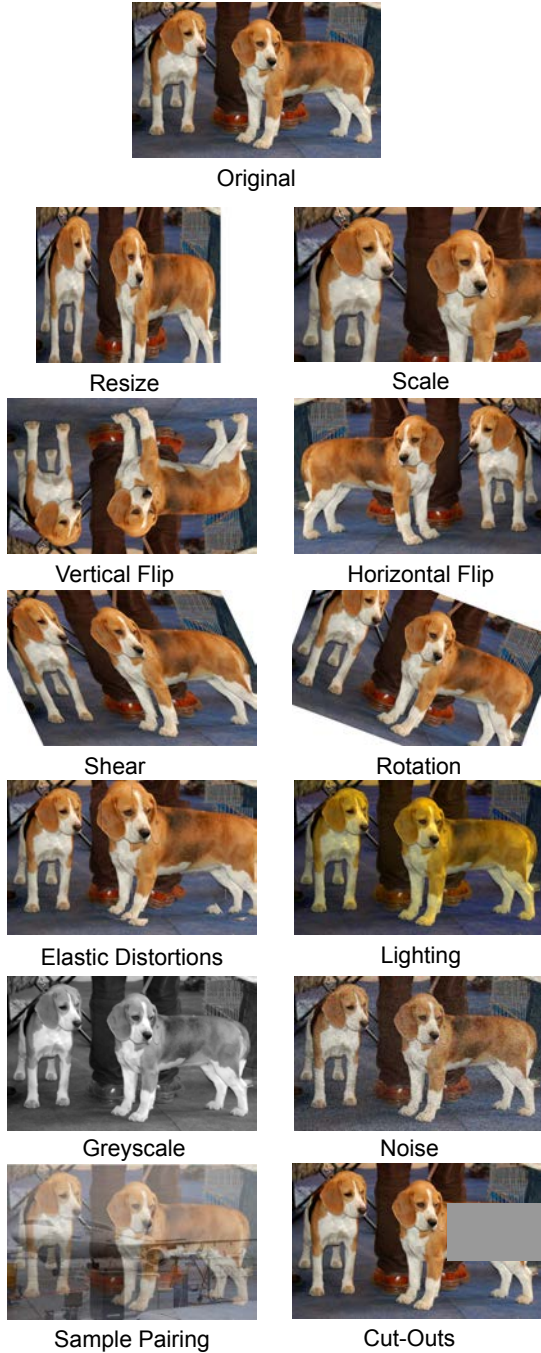 Original
Resize
Scale
Vertical Flip
Horizontal Flip
Shear
Rotation
Elastic Distortions
Lighting
Greyscale
Noise
Sample Pairing
Cut-Outs